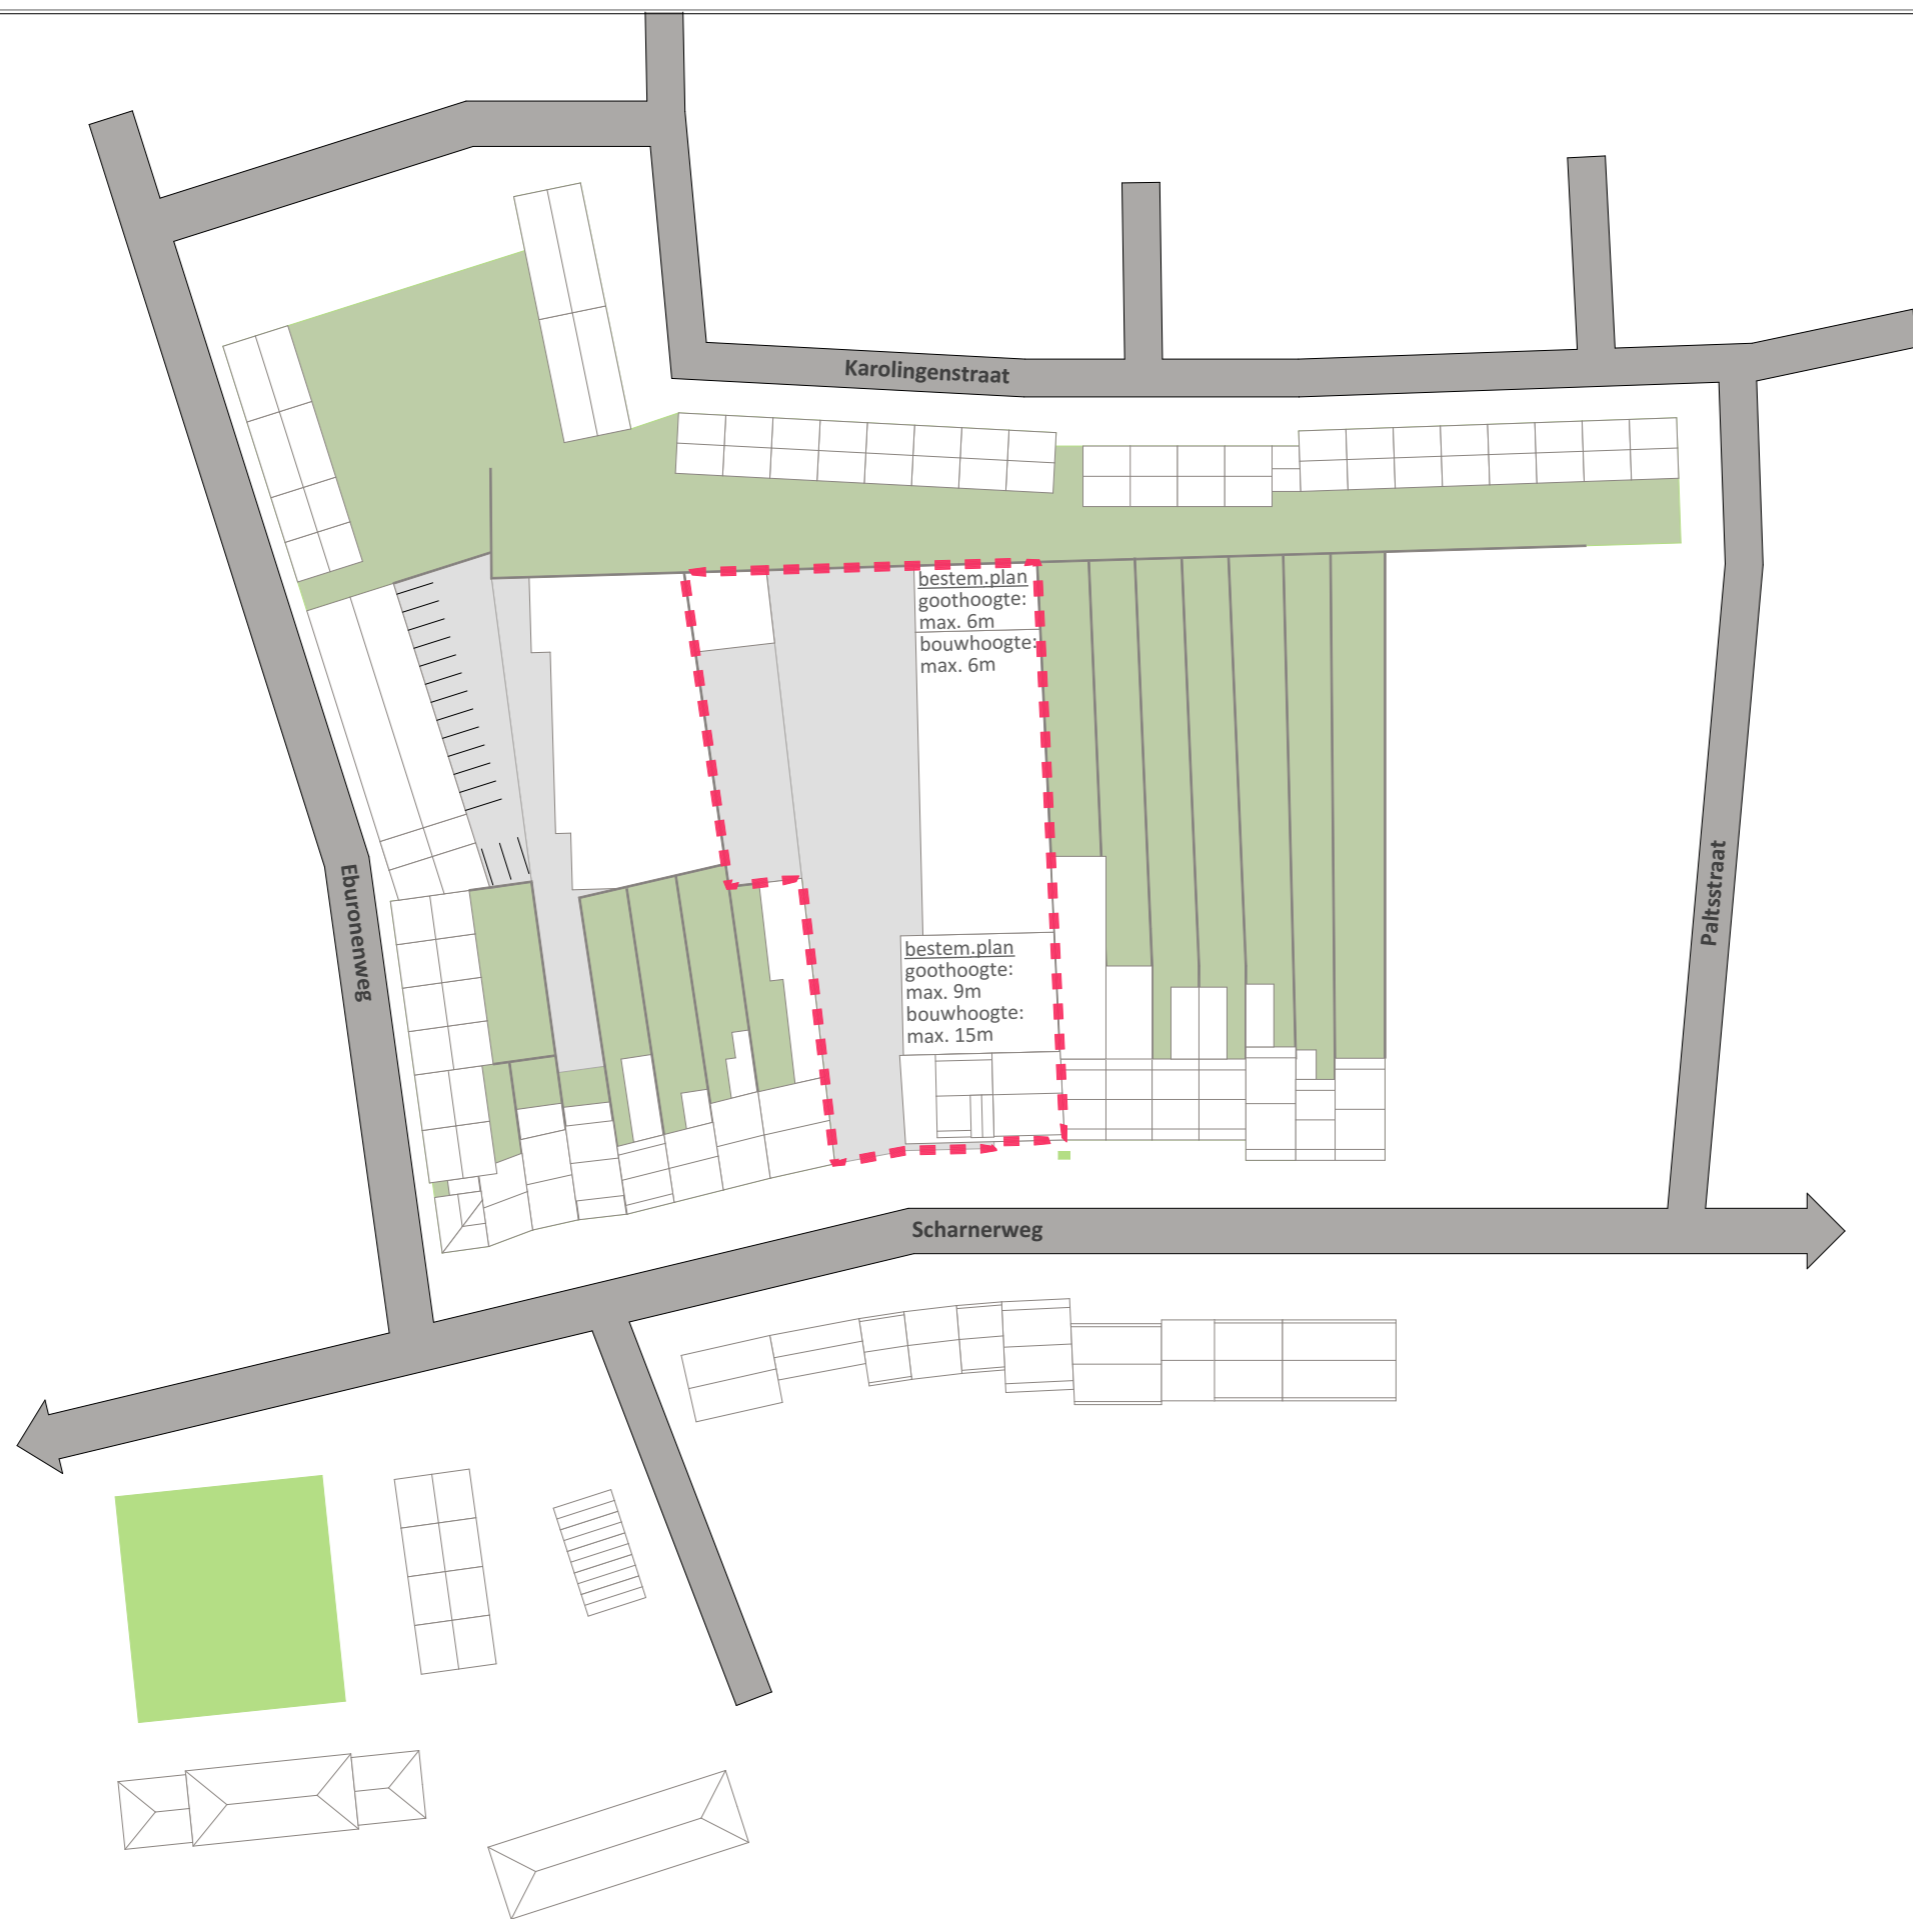 Karolingenstraat
bestem.plan
goothoogte:
max. 6m
bouwhoogte:
max. 6m
Eburonenweg
Paltsstraat
bestem.plan
goothoogte:
max. 9m
bouwhoogte:
max. 15m
Scharnerweg